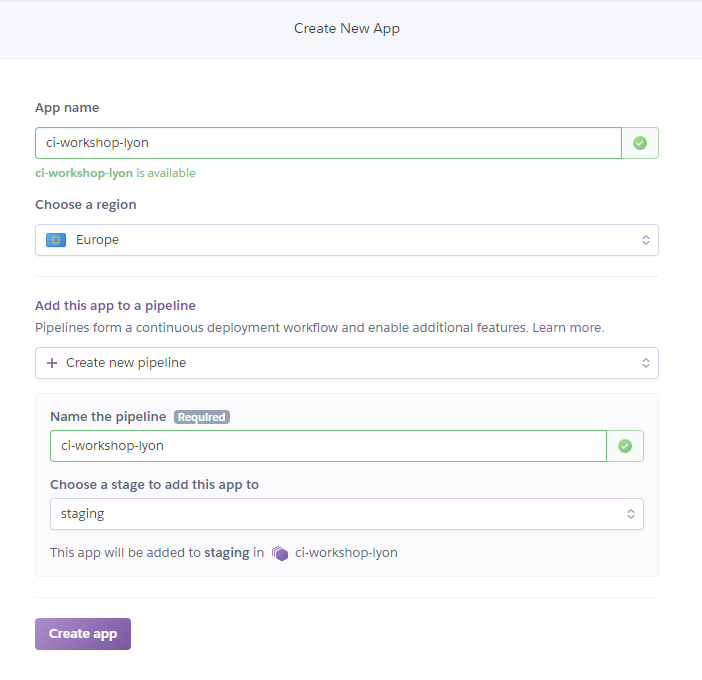 Create New App
App name
ci-workshop-lyon
ci-workshop-lyon is available
Choose a region
Europe
Add this app to a pipeline
Pipelines form a continuous deployment workflow and enable additional features. Learn more.
Create new pipeline
Name the pipeline Required
ci-workshop-lyon
Choose a stage to add this app to
staging
This app will be added to staging in ci-workshop-lyon
Create app